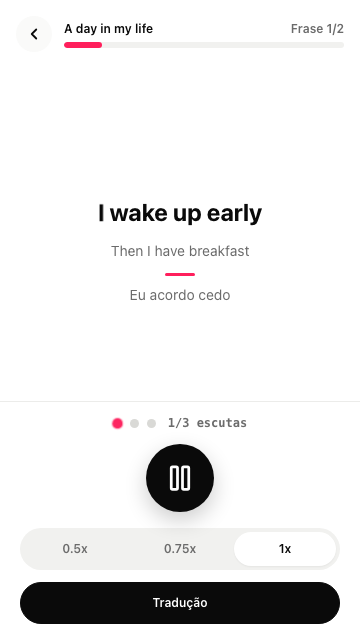 A day in my life
Frase 1/2
I wake up early
Then I have breakfast
Eu acordo cedo
1/3 escutas
0.5x
0.75x
1x
Tradução